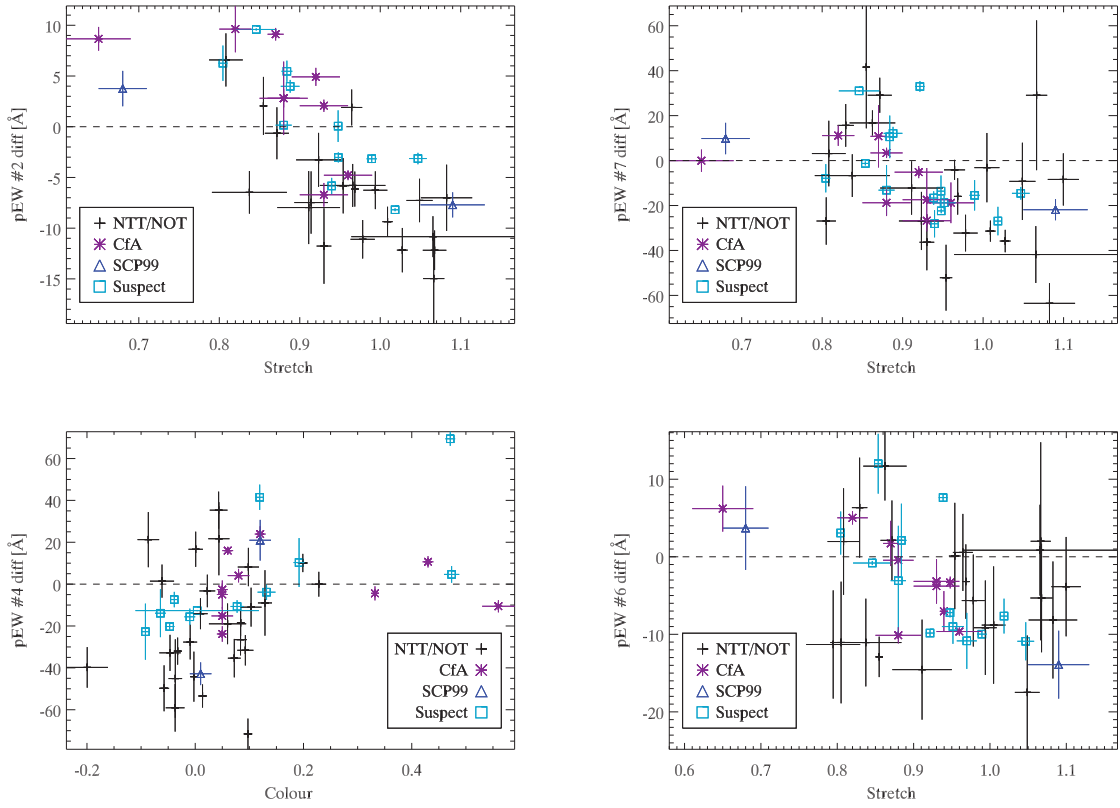 10
5
0
-5
-10
-15
pEW #2 diff [Å]
NTT/NOT
CfA
SCP99
Suspect
0.7 0.8 0.9 1.0 1.1
Stretch
60
40
20
0
-20
-40
-60
pEW #7 diff [Å]
NTT/NOT
CfA
SCP99
Suspect
0.7 0.8 0.9 1.0 1.1
Stretch
60
40
20
0
-20
-40
-60
pEW #4 diff [Å]
NTT/NOT
CfA
SCP99
Suspect
-0.2 0.0 0.2 0.4
Colour
10
0
-10
-20
pEW #6 diff [Å]
NTT/NOT
CfA
SCP99
Suspect
0.6 0.7 0.8 0.9 1.0 1.1
Stretch